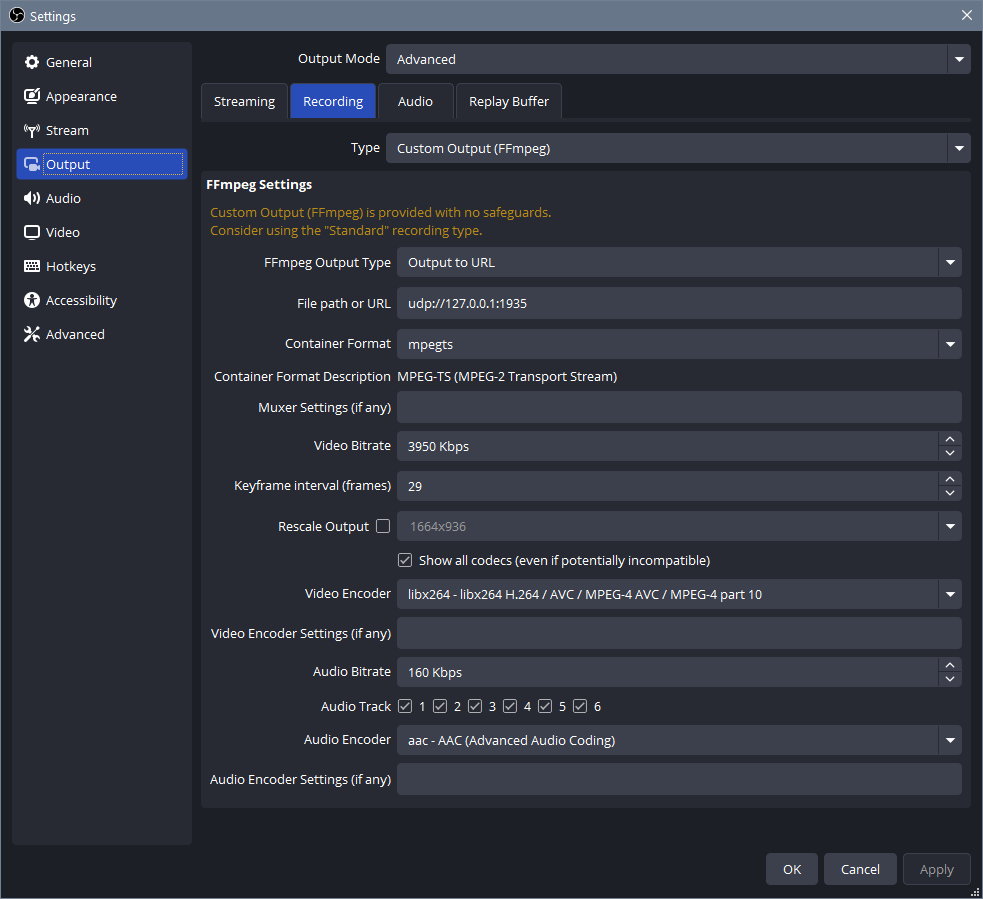 Settings
General
Appearance
Stream
Output
Audio
Video
Hotkeys
Accessibility
Advanced
Output Mode Advanced
Streaming Recording Audio Replay Buffer
Type Custom Output (FFmpeg)
FFmpeg Settings
Custom Output (FFmpeg) is provided with no safeguards.
Consider using the "Standard" recording type.
FFmpeg Output Type Output to URL
File path or URL udp://127.0.0.1:1935
Container Format mpegts
Container Format Description MPEG-TS (MPEG-2 Transport Stream)
Muxer Settings (if any)
Video Bitrate 3950 Kbps
Keyframe interval (frames) 29
Rescale Output 1664x936
Show all codecs (even if potentially incompatible)
Video Encoder libx264 - libx264 H.264 / AVC / MPEG-4 AVC / MPEG-4 part 10
Video Encoder Settings (if any)
Audio Bitrate 160 Kbps
Audio Track 1 2 3 4 5 6
Audio Encoder aac - AAC (Advanced Audio Coding)
Audio Encoder Settings (if any)
OK Cancel Apply